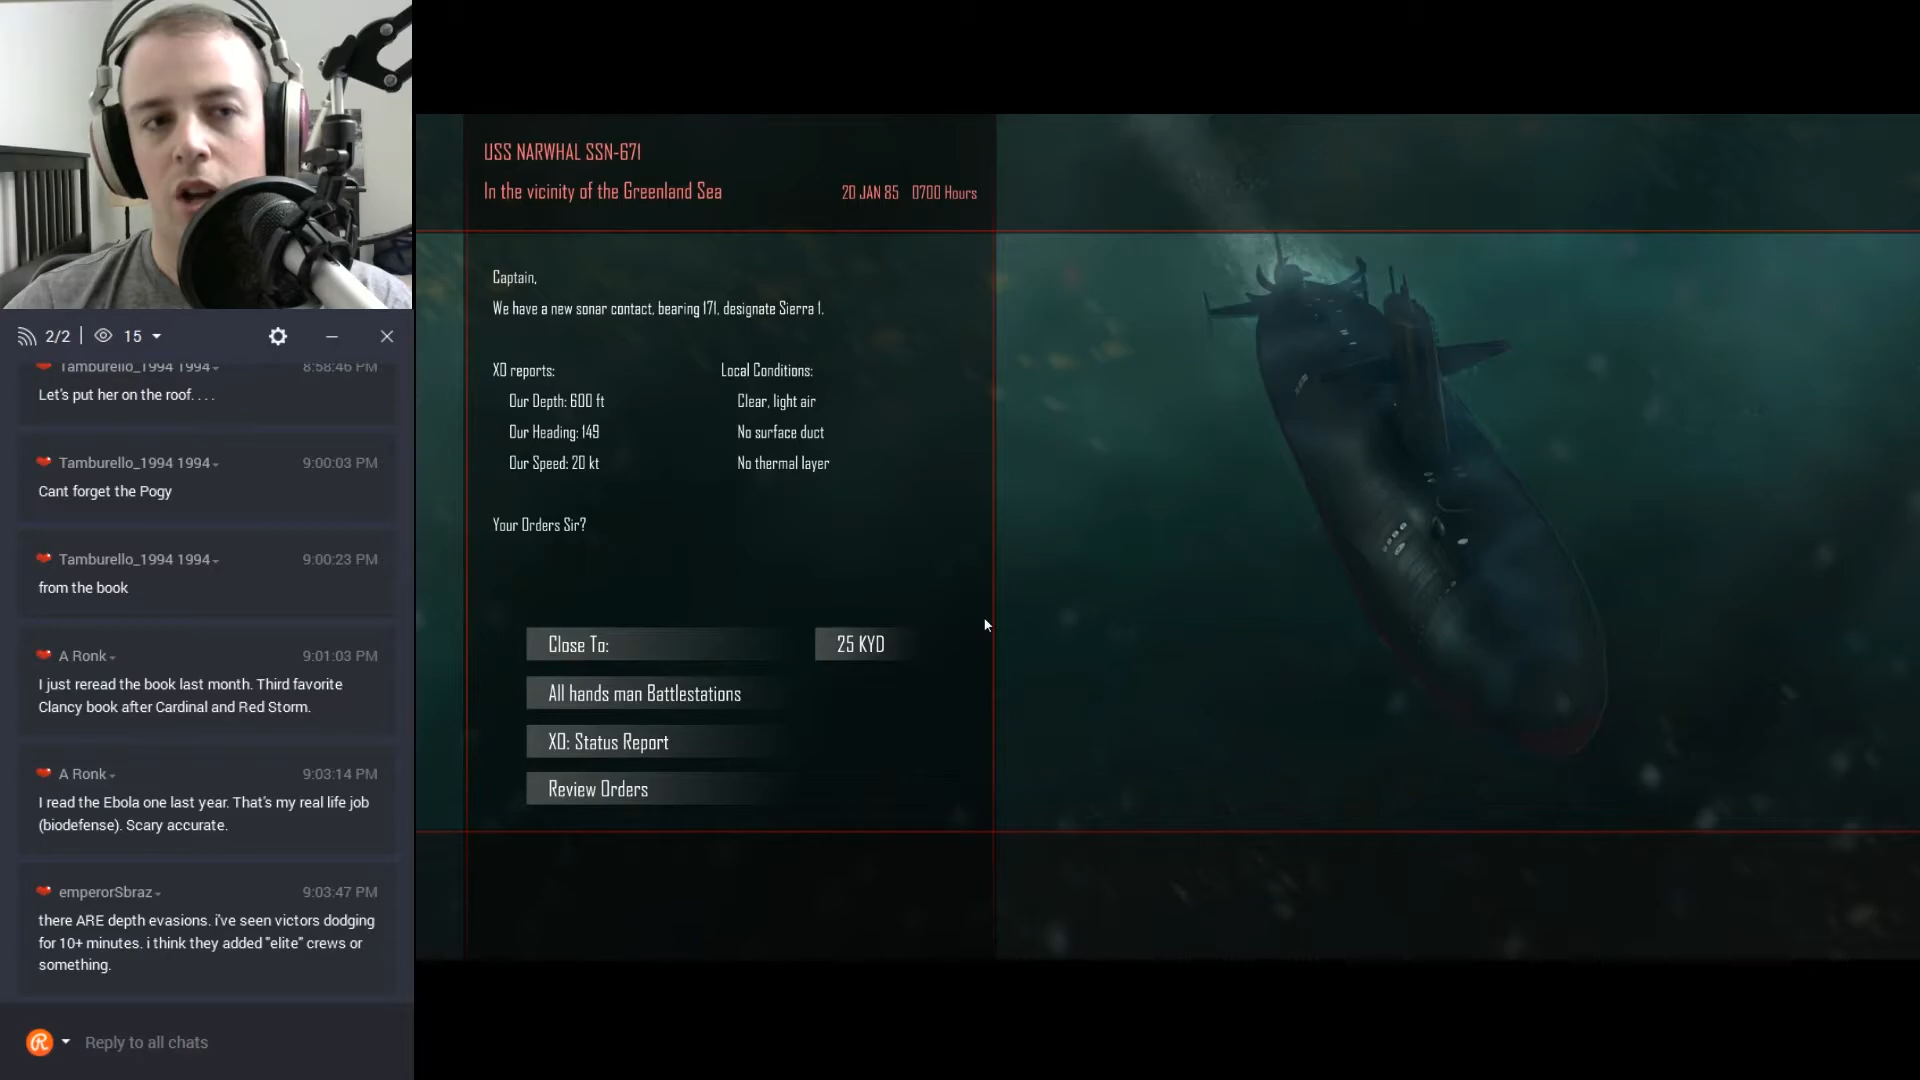 2/2
15
Tamburello_1994 1994
8:58:46 PM
Let's put her on the roof. . . .
Tamburello_1994 1994
9:00:03 PM
Cant forget the Pogy
Tamburello_1994 1994
9:00:23 PM
from the book
A Ronk
9:01:03 PM
I just reread the book last month. Third favorite
Clancy book after Cardinal and Red Storm.
A Ronk
9:03:14 PM
I read the Ebola one last year. That's my real life job
(biodefense). Scary accurate.
emperorSbraz
9:03:47 PM
there ARE depth evasions. i've seen victors dodging
for 10+ minutes. i think they added "elite" crews or
something.
Reply to all chats
USS NARWHAL SSN-671
In the vicinity of the Greenland Sea
20 JAN 85 0700 Hours
Captain,
We have a new sonar contact, bearing 171, designate Sierra 1.
XO reports:
Our Depth: 600 ft
Our Heading: 149
Our Speed: 20 kt
Local Conditions:
Clear, light air
No surface duct
No thermal layer
Your Orders Sir?
Close To:
25 KYD
All hands man Battlestations
XO: Status Report
Review Orders